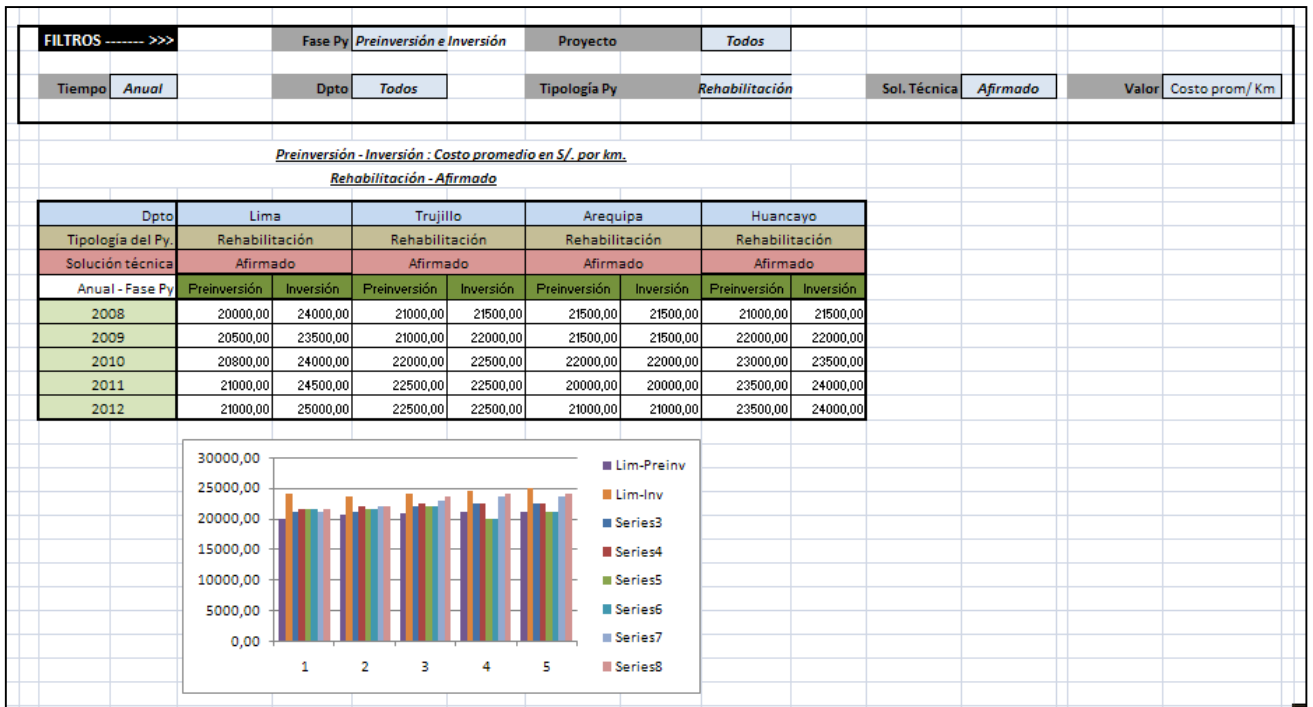 FILTROS ------- >>> Fase Py Preinversión e Inversión Proyecto Todos
Tiempo Anual Dpto Todos Tipología Py Rehabilitación Sol. Técnica Afirmado Valor Costo prom/ Km
Preinversión - Inversión : Costo promedio en S/. por km.
Rehabilitación - Afirmado
Dpto Lima Trujillo Arequipa Huancayo
Tipología del Py. Rehabilitación Rehabilitación Rehabilitación Rehabilitación
Solución técnica Afirmado Afirmado Afirmado Afirmado
Anual - Fase Py Preinversión Inversión Preinversión Inversión Preinversión Inversión Preinversión Inversión
2008 20000,00 24000,00 21000,00 21500,00 21500,00 21500,00 21000,00 21500,00
2009 20500,00 23500,00 21000,00 22000,00 21500,00 21500,00 22000,00 22000,00
2010 20800,00 24000,00 22000,00 22500,00 22000,00 22000,00 23000,00 23500,00
2011 21000,00 24500,00 22500,00 22500,00 20000,00 20000,00 23500,00 24000,00
2012 21000,00 25000,00 22500,00 22500,00 21000,00 21000,00 23500,00 24000,00
30000,00
25000,00
20000,00
15000,00
10000,00
5000,00
0,00
1 2 3 4 5
Lim-Preinv
Lim-Inv
Series3
Series4
Series5
Series6
Series7
Series8